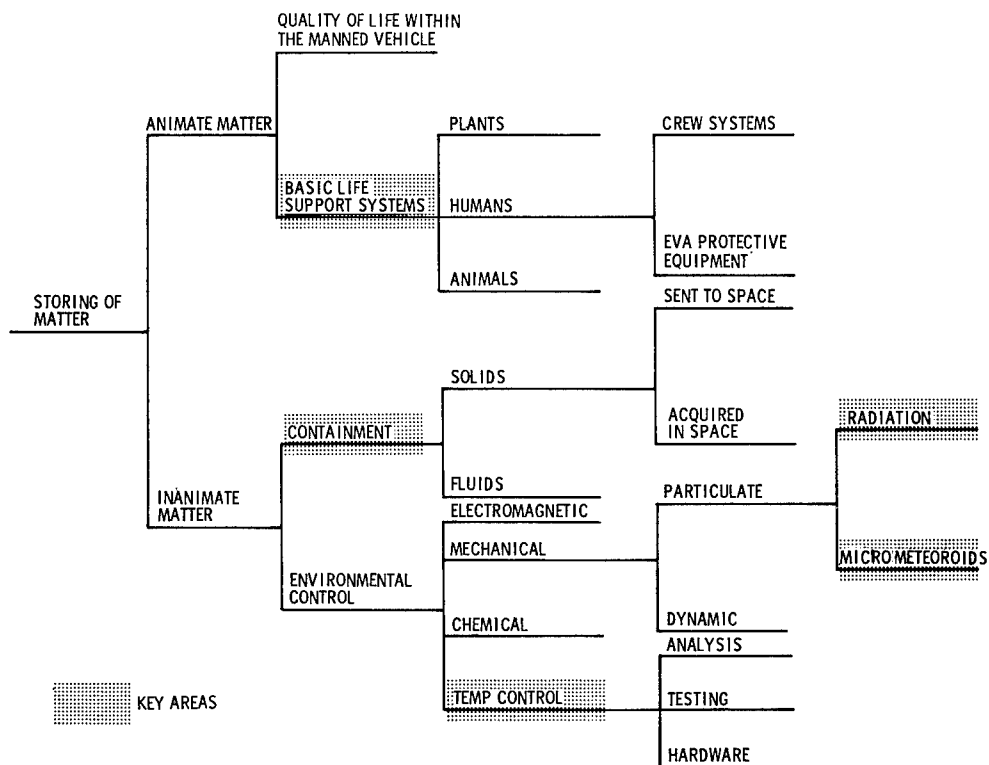 QUALITY OF LIFE WITHIN
THE MANNED VEHICLE
ANIMATE MATTER
PLANTS
CREW SYSTEMS
BASIC LIFE
SUPPORT SYSTEMS
HUMANS
EVA PROTECTIVE
EQUIPMENT
ANIMALS
STORING OF
MATTER
SENT TO SPACE
SOLIDS
CONTAINMENT
ACQUIRED
IN SPACE
RADIATION
INANIMATE
MATTER
FLUIDS
PARTICULATE
ELECTROMAGNETIC
MECHANICAL
MICROMETEOROIDS
ENVIRONMENTAL
CONTROL
CHEMICAL
DYNAMIC
ANALYSIS
TEMP CONTROL
TESTING
KEY AREAS
HARDWARE